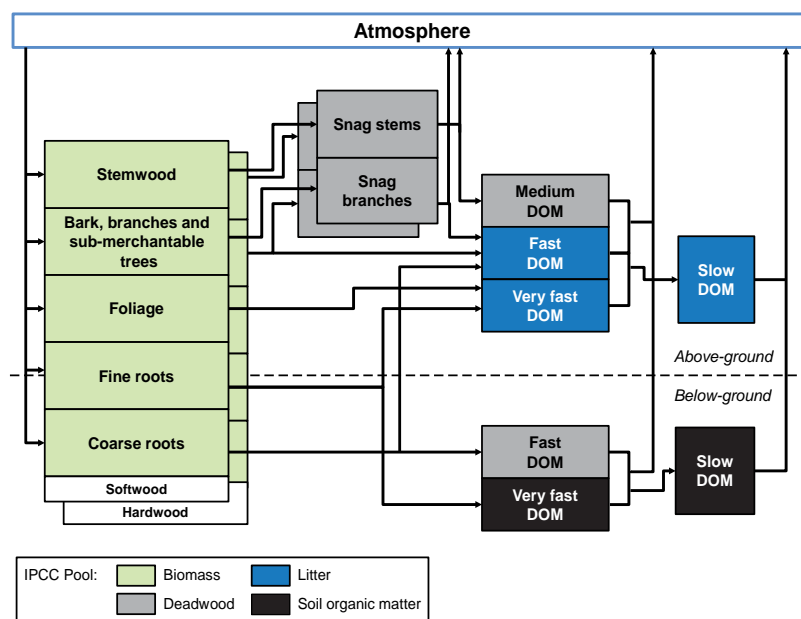 Atmosphere
Snag stems
Snag
branches
Stemwood
Bark, branches and
sub-merchantable
trees
Foliage
Fine roots
Coarse roots
Softwood
Hardwood
Medium
DOM
Fast
DOM
Very fast
DOM
Slow
DOM
Above-ground
Below-ground
Fast
DOM
Very fast
DOM
Slow
DOM
IPCC Pool:
Biomass
Litter
Deadwood
Soil organic matter